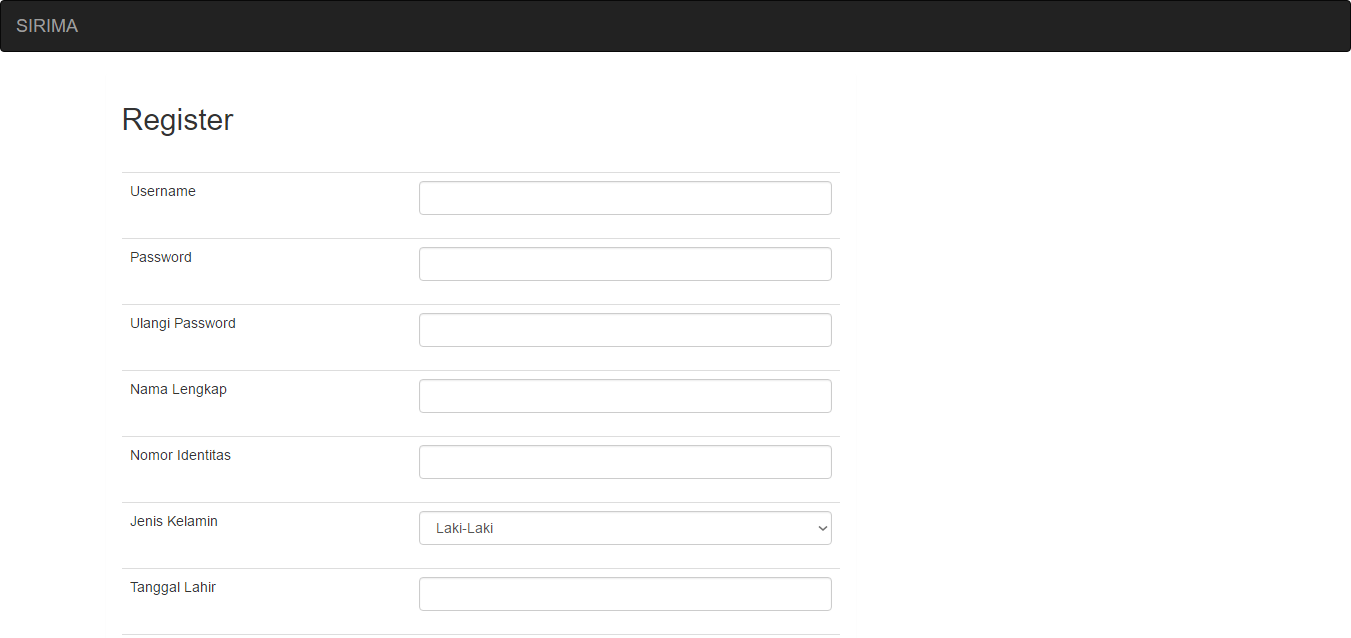 SIRIMA
Register
Username
Password
Ulangi Password
Nama Lengkap
Nomor Identitas
Jenis Kelamin
Laki-Laki
Tanggal Lahir